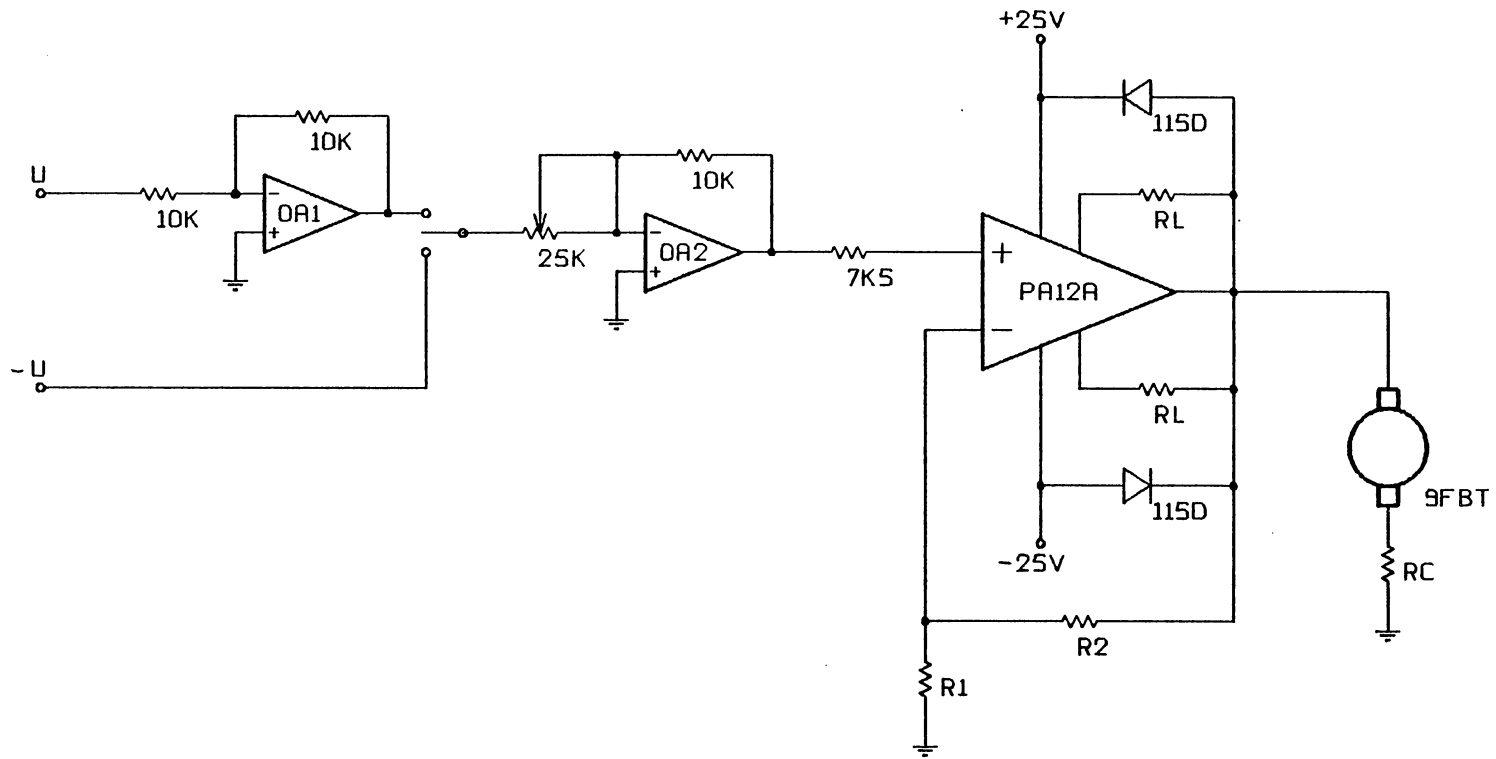 +25V
115D
10K
U
10K
-
OA1
+
10K
RL
25K
-
OA2
+
7K5
+
PA12A
-
-U
RL
115D
9FBT
-25V
RC
R2
R1